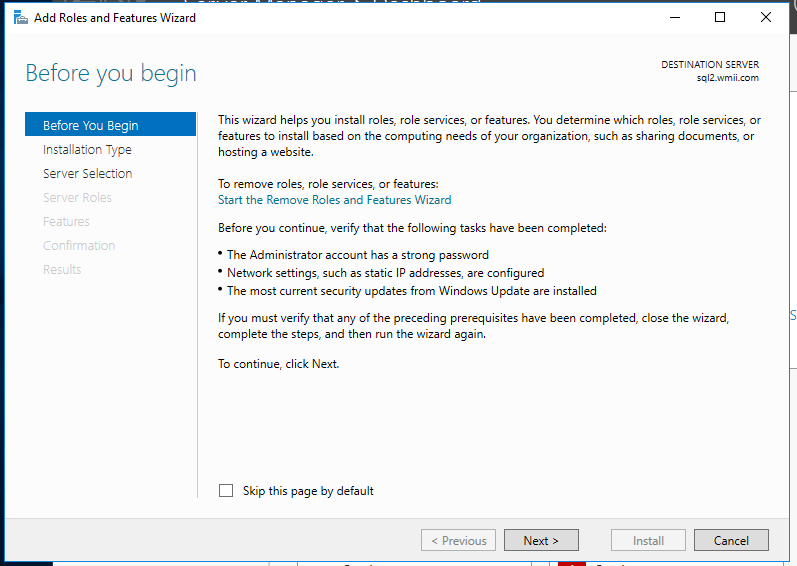 Server Manager Dashboard
Add Roles and Features Wizard
Before you begin
DESTINATION SERVER
sql2.wmii.com
Before You Begin
Installation Type
Server Selection
Server Roles
Features
Confirmation
Results
This wizard helps you install roles, role services, or features. You determine which roles, role services, or
features to install based on the computing needs of your organization, such as sharing documents, or
hosting a website.
To remove roles, role services, or features:
Start the Remove Roles and Features Wizard
Before you continue, verify that the following tasks have been completed:
• The Administrator account has a strong password
• Network settings, such as static IP addresses, are configured
• The most current security updates from Windows Update are installed
If you must verify that any of the preceding prerequisites have been completed, close the wizard,
complete the steps, and then run the wizard again.
To continue, click Next.
Skip this page by default
< Previous
Next >
Install
Cancel